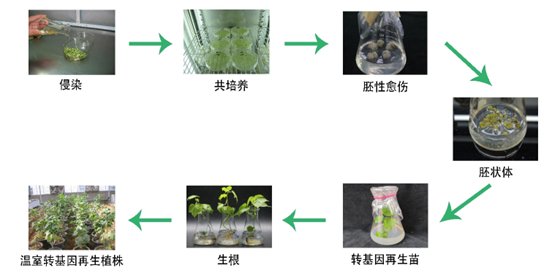 侵染
共培养
胚性愈伤
胚状体
转基因再生苗
生根
温室转基因再生植株